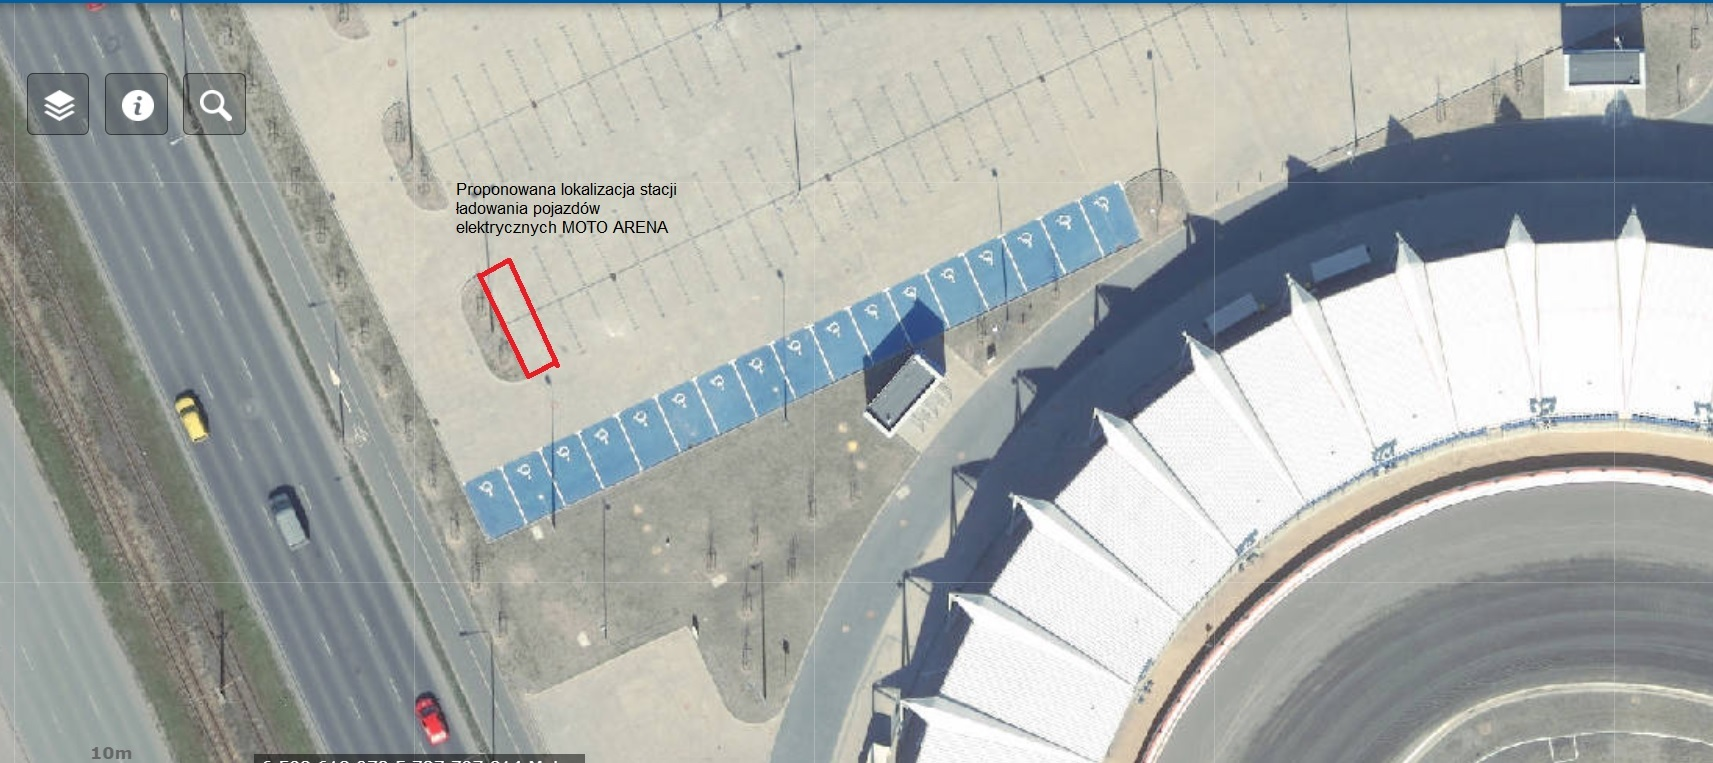 Proponowana lokalizacja stacji
ładowania pojazdów
elektrycznych MOTO ARENA
10m